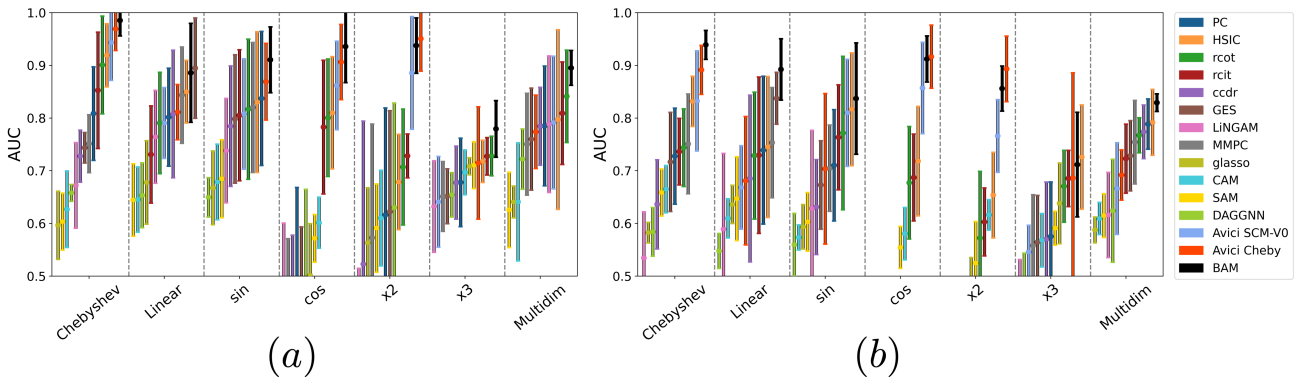 AUC
1.0
0.9
0.8
0.7
0.6
0.5
Chebyshev
Linear
sin
cos
x2
x3
Multidim
(a)
AUC
1.0
0.9
0.8
0.7
0.6
0.5
Chebyshev
Linear
sin
cos
x2
x3
Multidim
(b)
PC
HSIC
rcot
rcit
ccdr
GES
LiNGAM
MMPC
glasso
CAM
SAM
DAGGNN
Avici SCM-V0
Avici Cheby
BAM